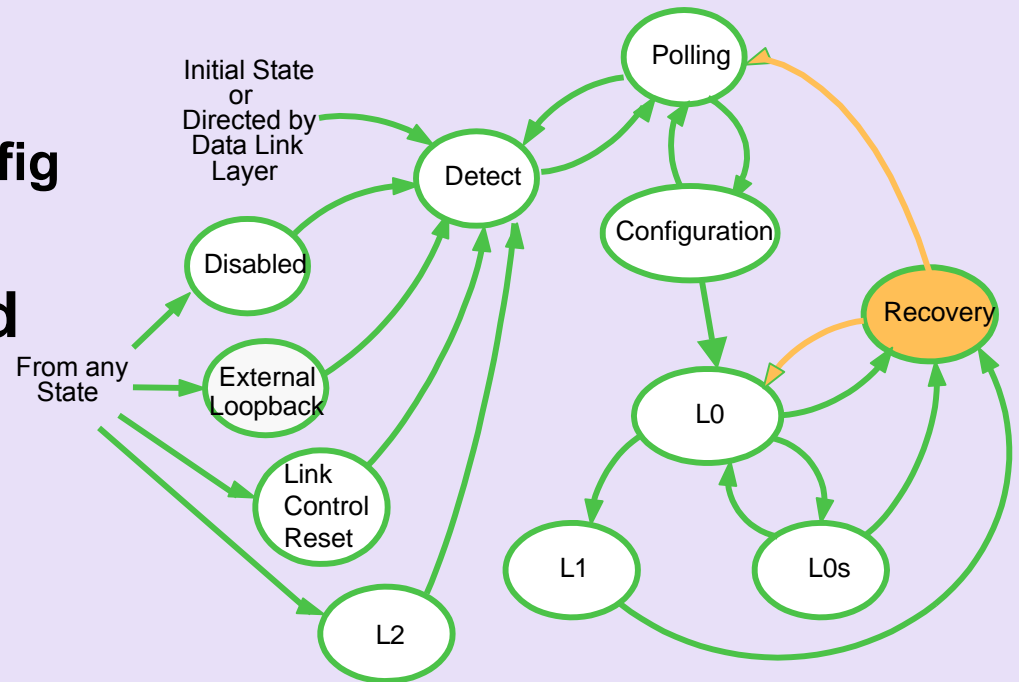 fig
d
Initial State
or
Directed by
Data Link
Layer
Polling
Detect
Configuration
Disabled
Recovery
From any
State
External
Loopback
L0
Link
Control
Reset
L1
L0s
L2